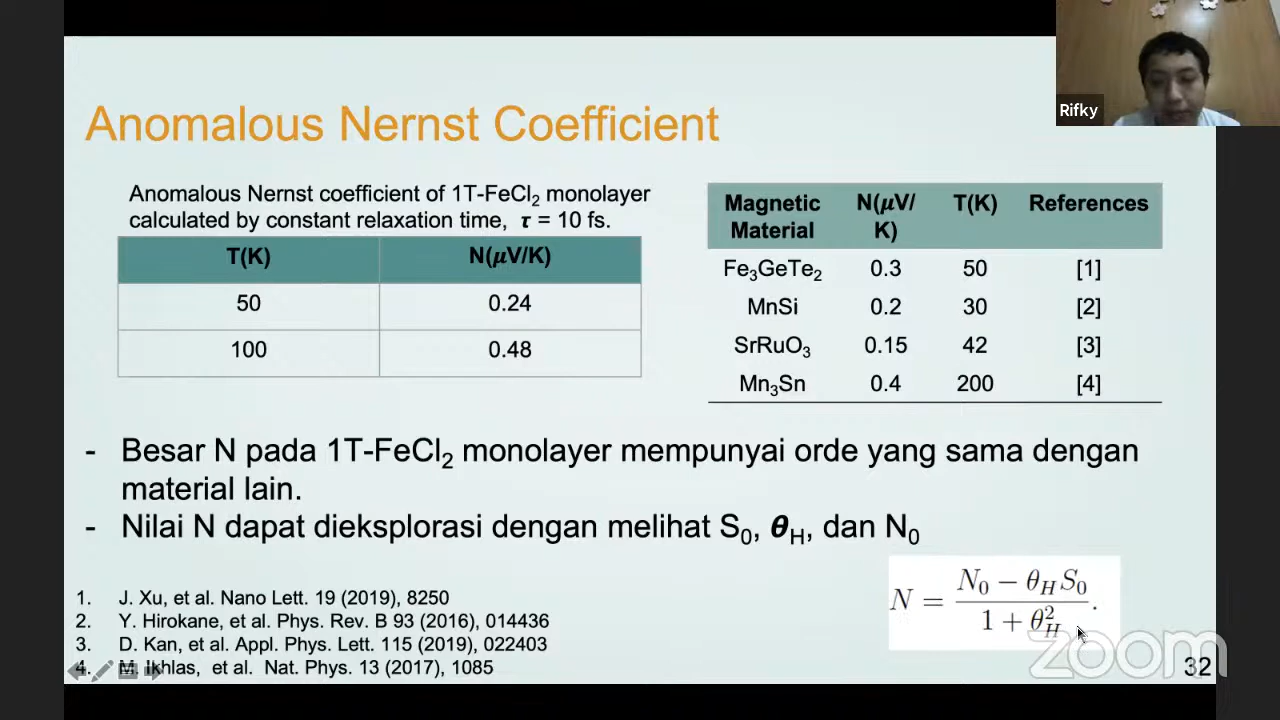 Rifky
Anomalous Nernst Coefficient
Anomalous Nernst coefficient of 1T-FeCl₂ monolayer
calculated by constant relaxation time, τ = 10 fs.
T(K) N(μV/K)
50 0.24
100 0.48
Magnetic Material N(μV/K) T(K) References
Fe₃GeTe₂ 0.3 50 [1]
MnSi 0.2 30 [2]
SrRuO₃ 0.15 42 [3]
Mn₃Sn 0.4 200 [4]
- Besar N pada 1T-FeCl₂ monolayer mempunyai orde yang sama dengan
material lain.
- Nilai N dapat dieksplorasi dengan melihat S₀, θ_H, dan N₀
N = (N₀ − θ_H S₀) / (1 + θ_H²).
1. J. Xu, et al. Nano Lett. 19 (2019), 8250
2. Y. Hirokane, et al. Phys. Rev. B 93 (2016), 014436
3. D. Kan, et al. Appl. Phys. Lett. 115 (2019), 022403
4. M. Ikhlas, et al. Nat. Phys. 13 (2017), 1085
zoom
32